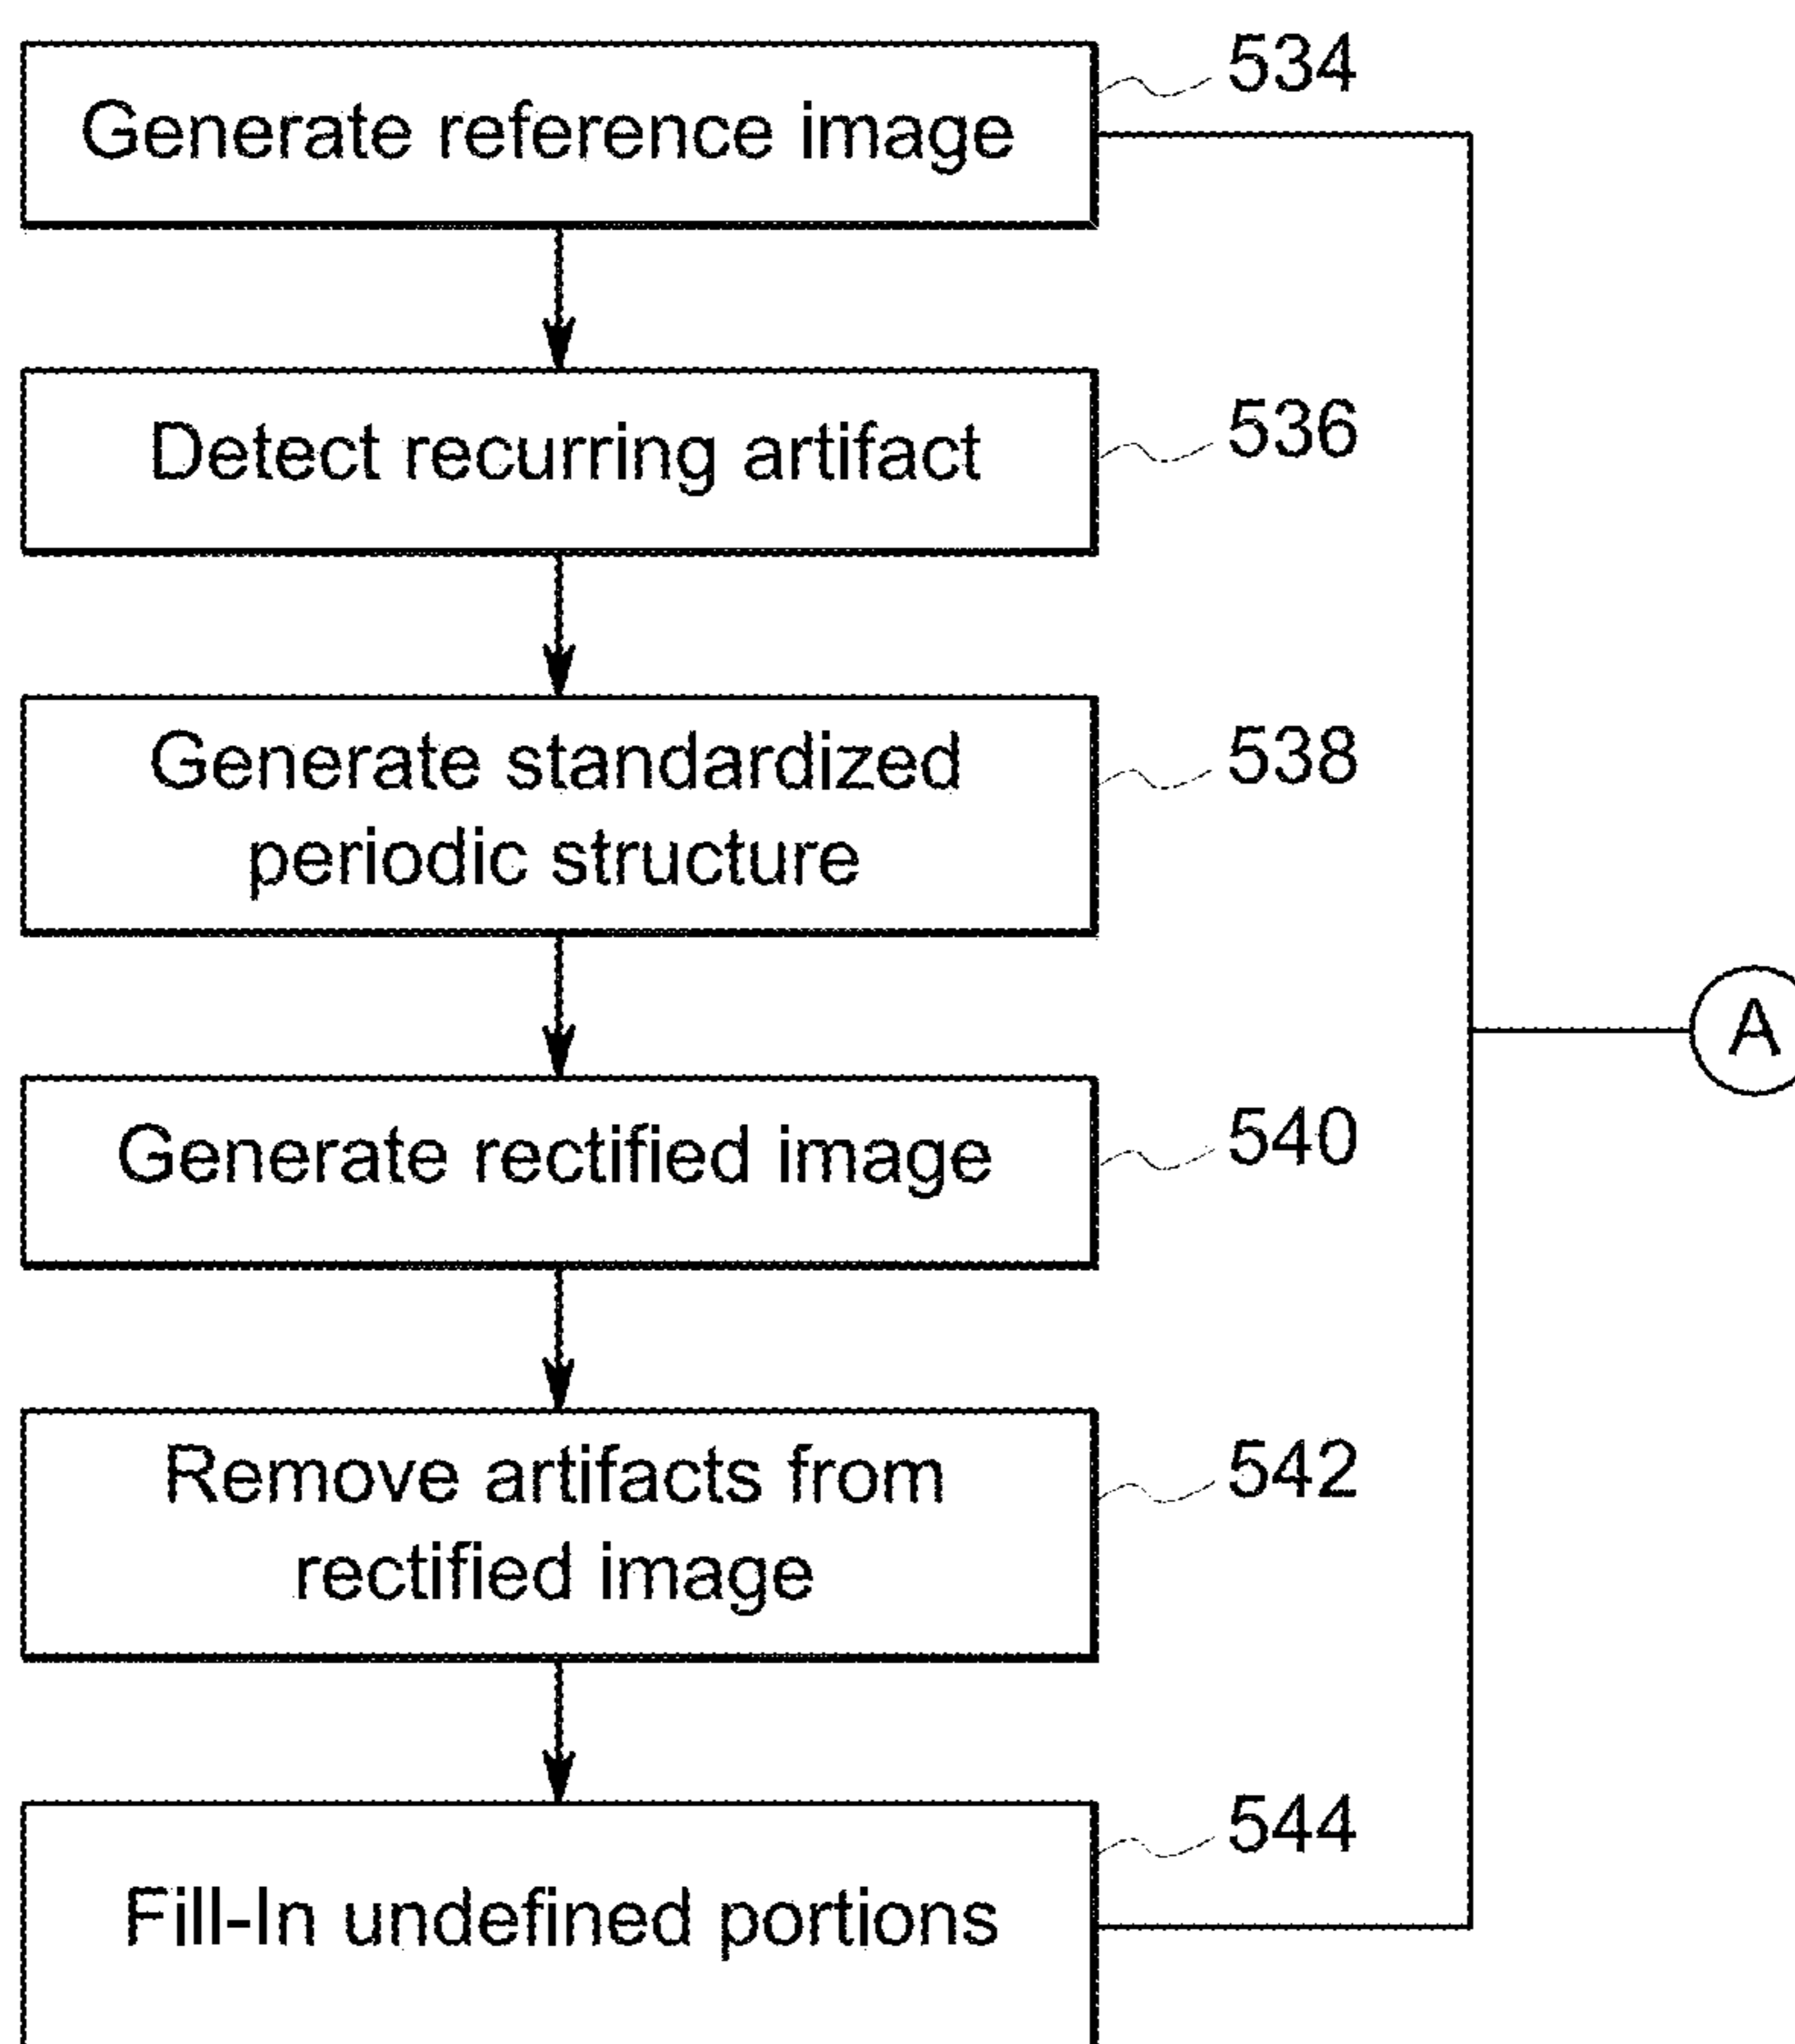 534
Generate reference image
536
Detect recurring artifact
538
Generate standardized
periodic structure
A
540
Generate rectified image
542
Remove artifacts from
rectified image
544
Fill-In undefined portions